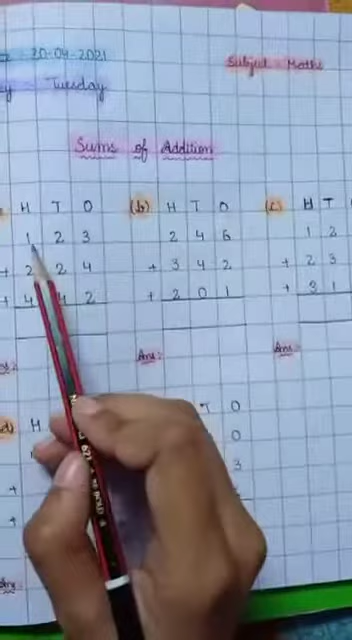 20-04-2021
Subject - Maths
Tuesday
Sums of Addition
H T O (b) H T O (c) H T
1 2 3 2 4 6 1 2
+ 2 2 4 + 3 4 2 + 2 3
+ 4 4 2 + 2 0 1 + 3 1
Ans: Ans:
(d) H T O
0
+ 3
+
Ans: